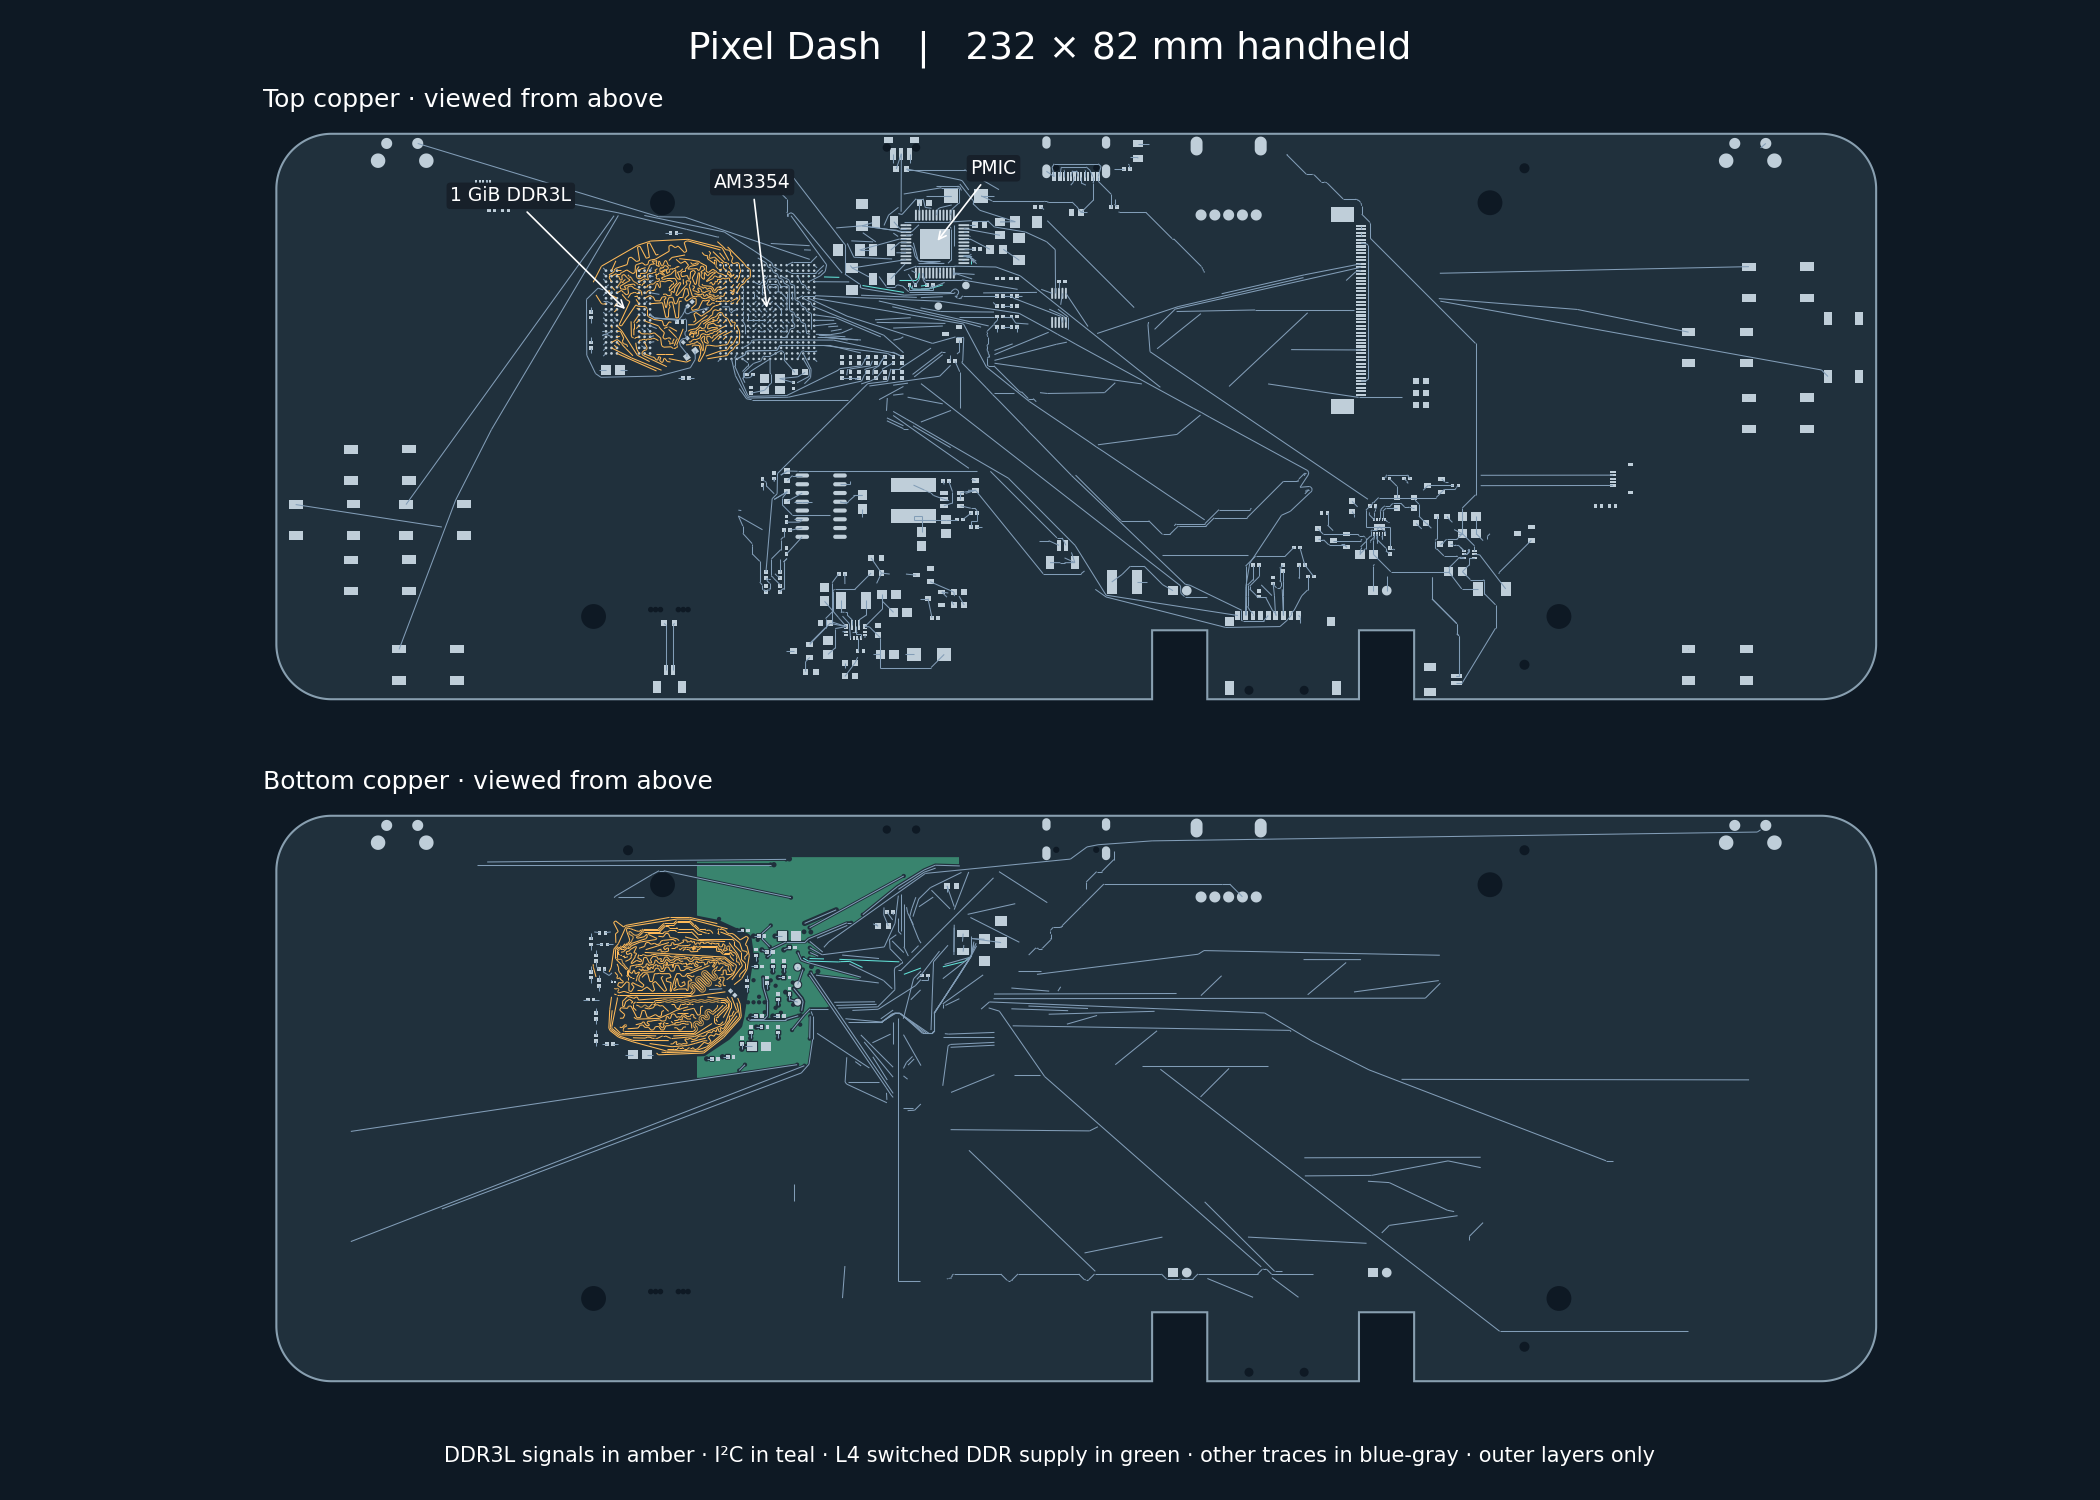 Pixel Dash | 232 × 82 mm handheld
Top copper · viewed from above
1 GiB DDR3L
AM3354
PMIC
Bottom copper · viewed from above
DDR3L signals in amber · I²C in teal · L4 switched DDR supply in green · other traces in blue-gray · outer layers only